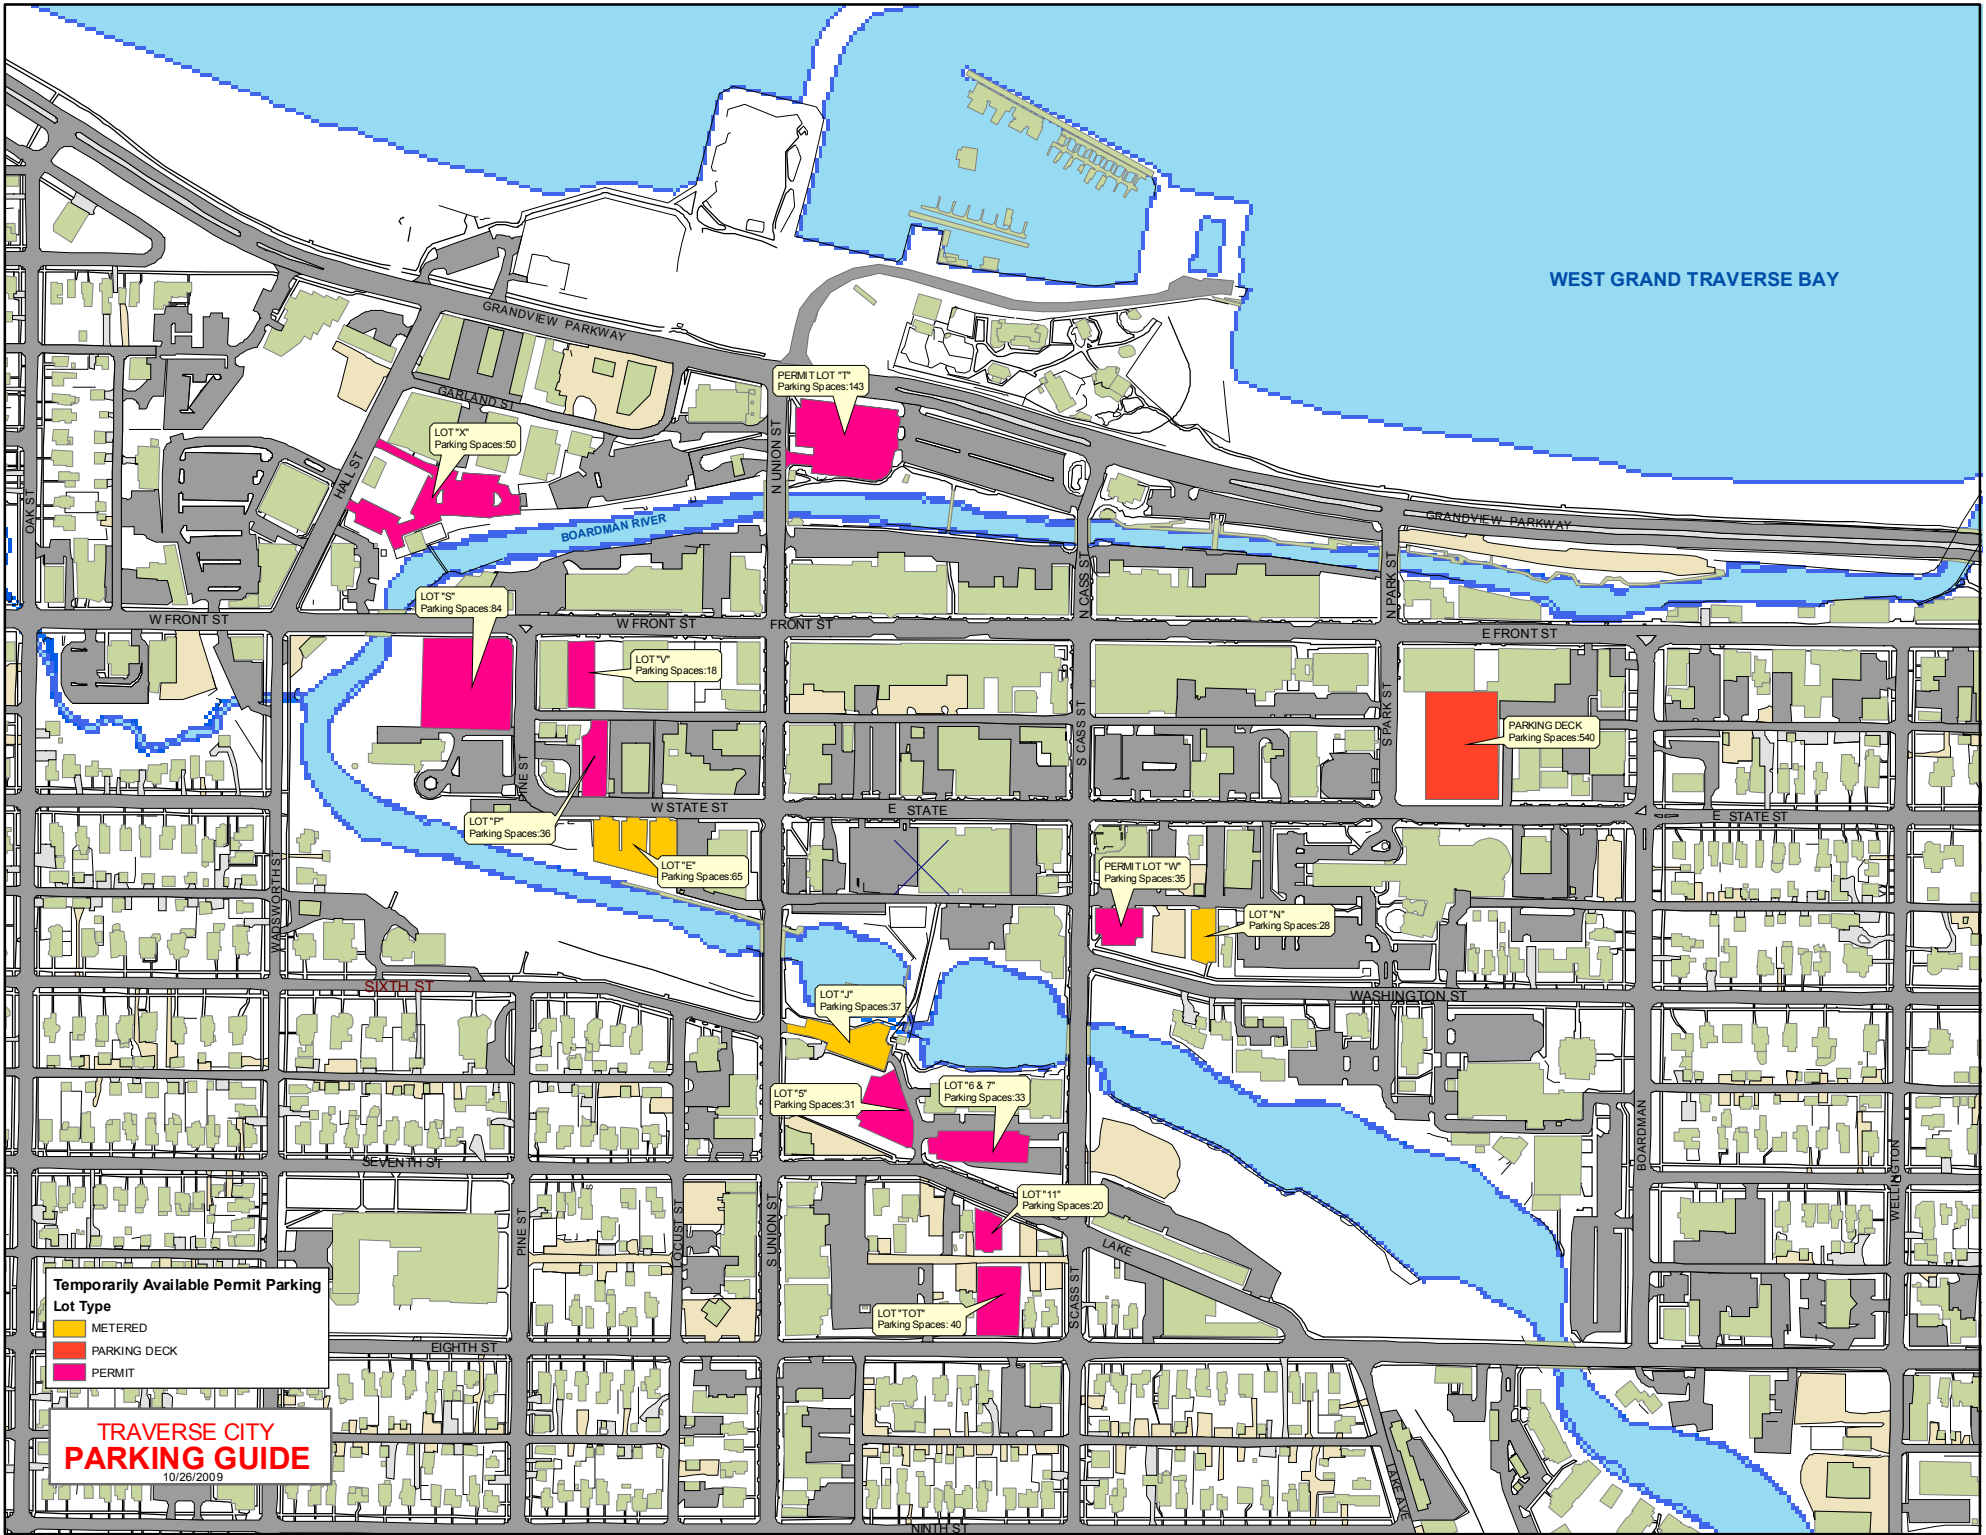 WEST GRAND TRAVERSE BAY
GRANDVIEW PARKWAY
PERMIT LOT "T"
Parking Spaces:143
GARLAND ST
LOT "X"
Parking Spaces:50
N UNION ST
HALL ST
OAK ST
BOARDMAN RIVER
GRANDVIEW PARKWAY
N CASS ST
N PARK ST
LOT "S"
Parking Spaces:84
W FRONT ST
W FRONT ST
FRONT ST
E FRONT ST
LOT "V"
Parking Spaces:18
S PARK ST
S CASS ST
PARKING DECK
Parking Spaces:540
PINE ST
W STATE ST
E STATE
E STATE ST
LOT "P"
Parking Spaces:36
LOT "E"
Parking Spaces:65
PERMIT LOT "W"
Parking Spaces:35
WADSWORTH ST
LOT "N"
Parking Spaces:28
SIXTH ST
LOT "J"
Parking Spaces:37
WASHINGTON ST
LOT "5"
Parking Spaces:31
LOT "6 & 7"
Parking Spaces:33
BOARDMAN
SEVENTH ST
s
WELLINGTON
LOT "11"
Parking Spaces:20
PINE ST
LOCUST ST
S UNION ST
LAKE
S CASS ST
LOT "TOT"
Parking Spaces: 40
EIGHTH ST
Temporarily Available Permit Parking
Lot Type
METERED
PARKING DECK
PERMIT
TRAVERSE CITY
PARKING GUIDE
10/26/2009
LAKE AVE
NINTH ST